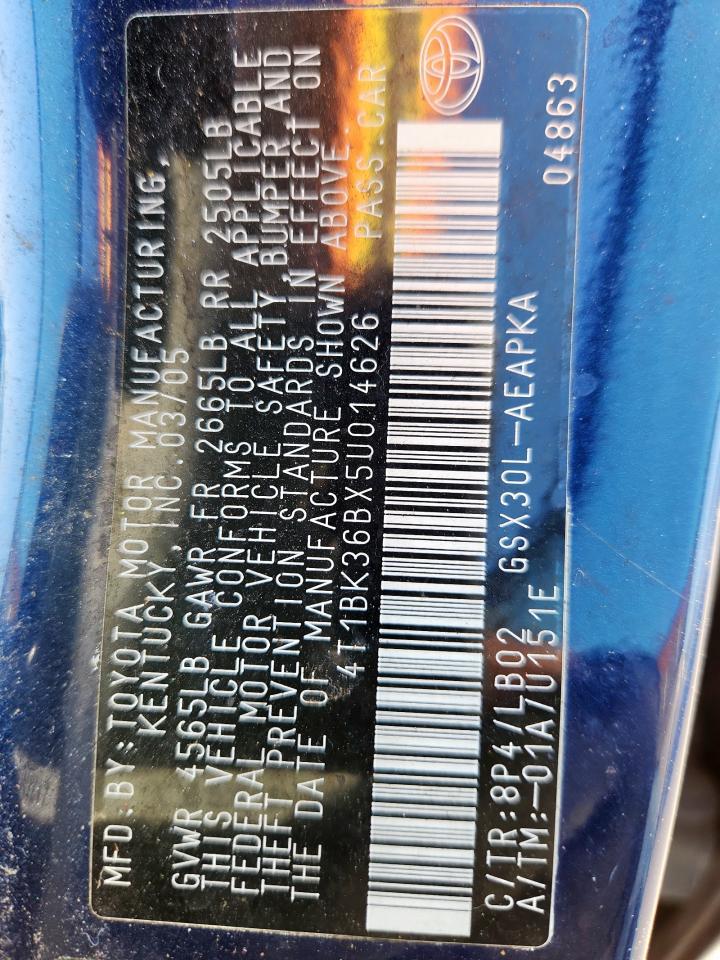 MFD.BY:TOYOTA MOTOR MANUFACTURING,
KENTUCKY, INC.03/05
GVWR 4565LB GAWR FR 2665LB RR 2505LB
THIS VEHICLE CONFORMS TO ALL APPLICABLE
FEDERAL MOTOR VEHICLE SAFETY, BUMPER AND
THEFT PREVENTION STANDARDS IN EFFECT ON
THE DATE OF MANUFACTURE SHOWN ABOVE.
4T1BK36BX5U014626 PASS.CAR
C/TR:8P4/LB02 GSX30L-AEAPKA
A/TM:-01A/U151E 04863